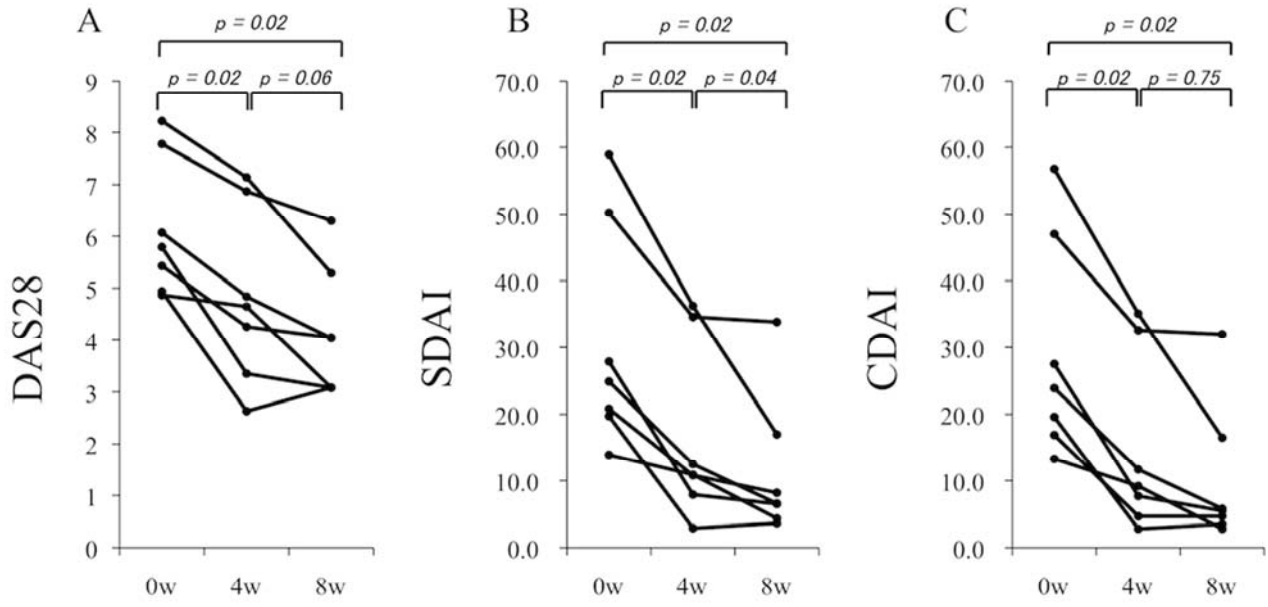 A
p = 0.02
p = 0.02
p = 0.06
9
8
7
6
5
4
3
2
1
0
DAS28
0w
4w
8w
B
p = 0.02
p = 0.02
p = 0.04
70.0
60.0
50.0
40.0
30.0
20.0
10.0
0.0
SDAI
0w
4w
8w
C
p = 0.02
p = 0.02
p = 0.75
70.0
60.0
50.0
40.0
30.0
20.0
10.0
0.0
CDAI
0w
4w
8w